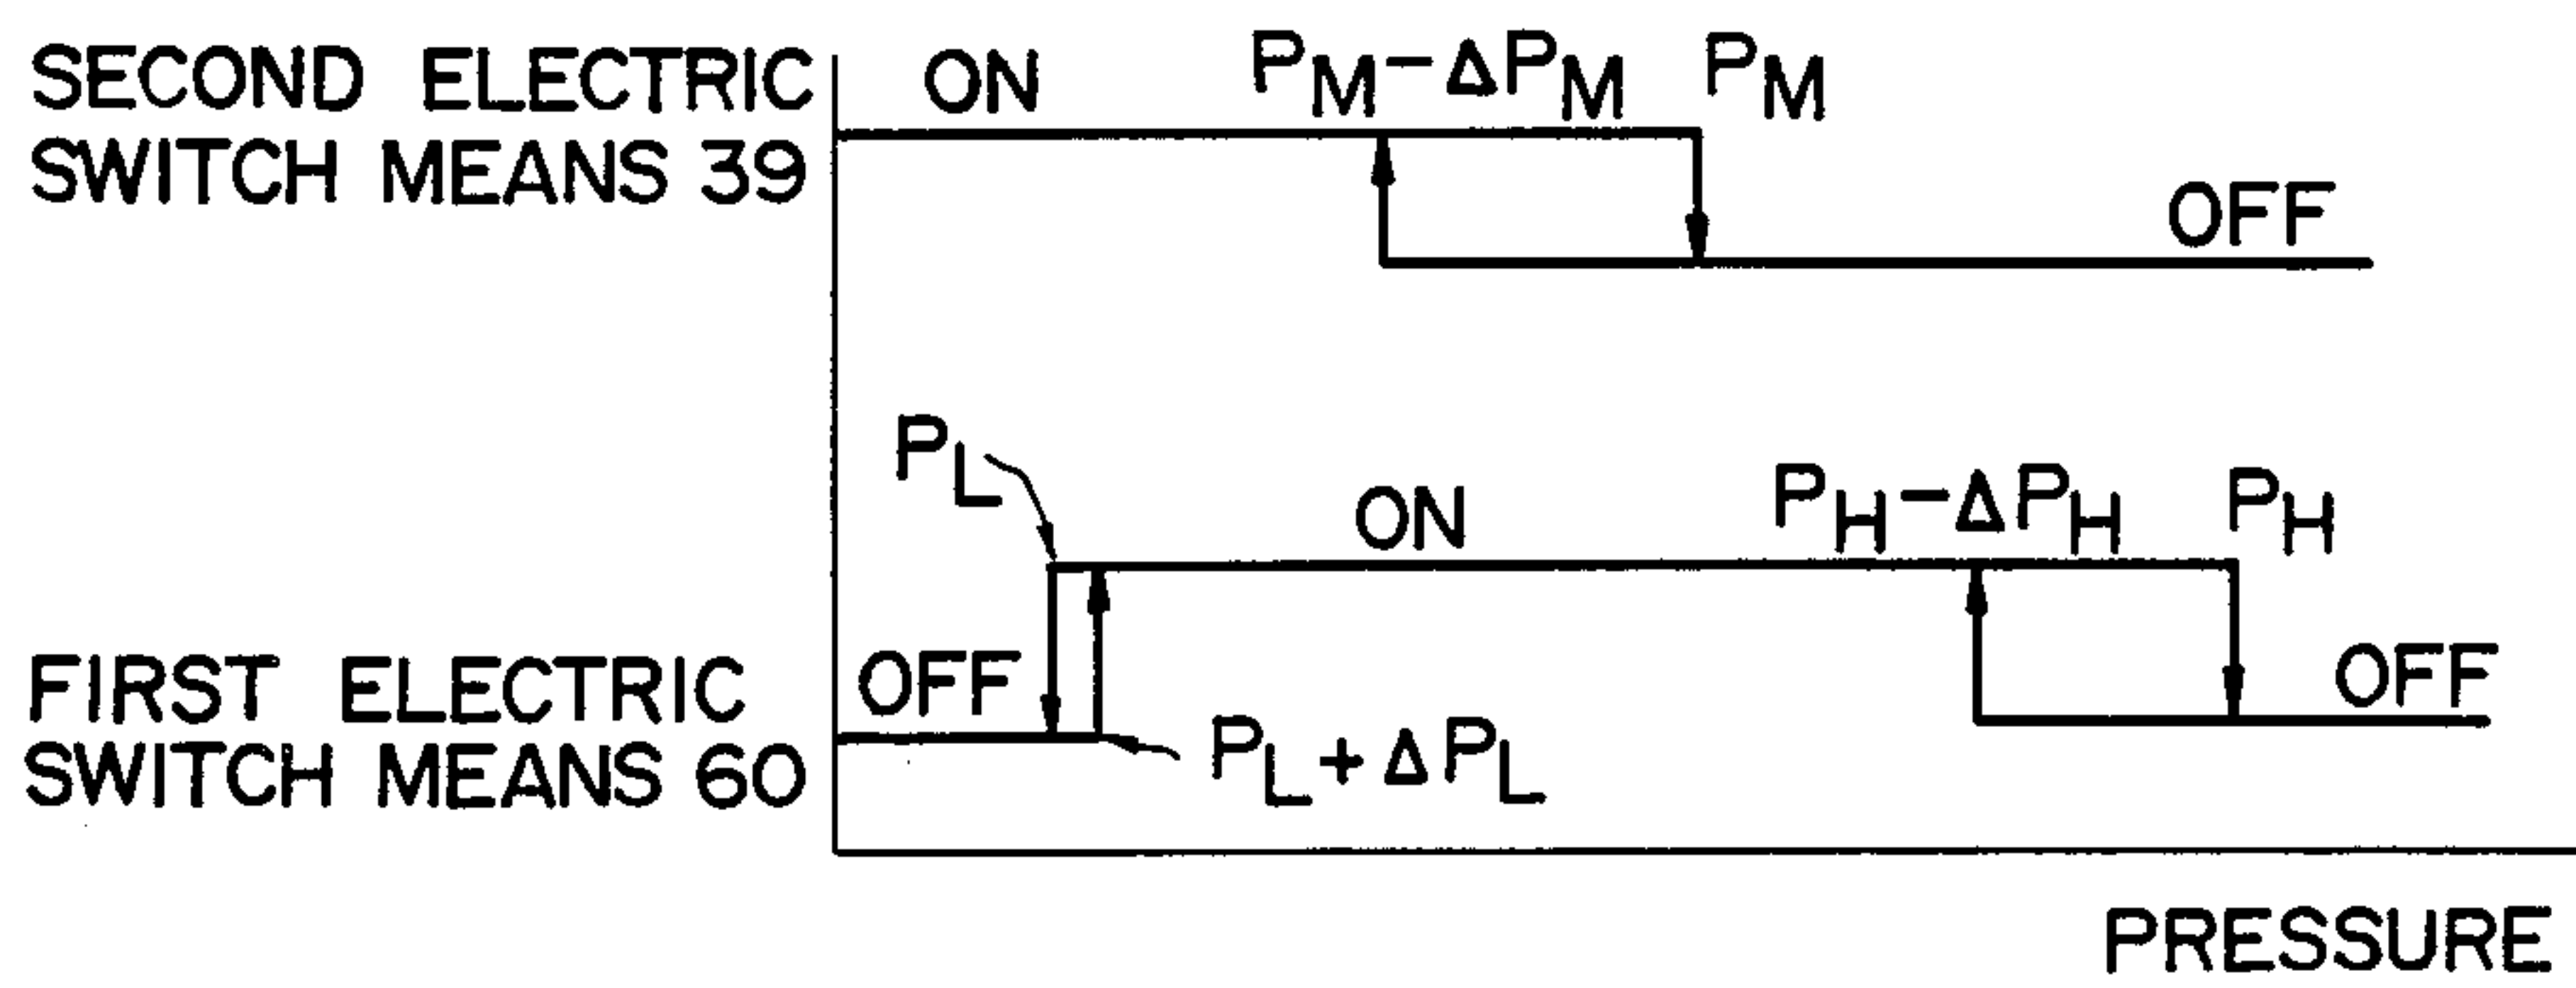 SECOND ELECTRIC
SWITCH MEANS 39
ON
PM-ΔPM
PM
OFF
PL
ON
PH-ΔPH
PH
FIRST ELECTRIC
SWITCH MEANS 60
OFF
PL+ΔPL
OFF
PRESSURE